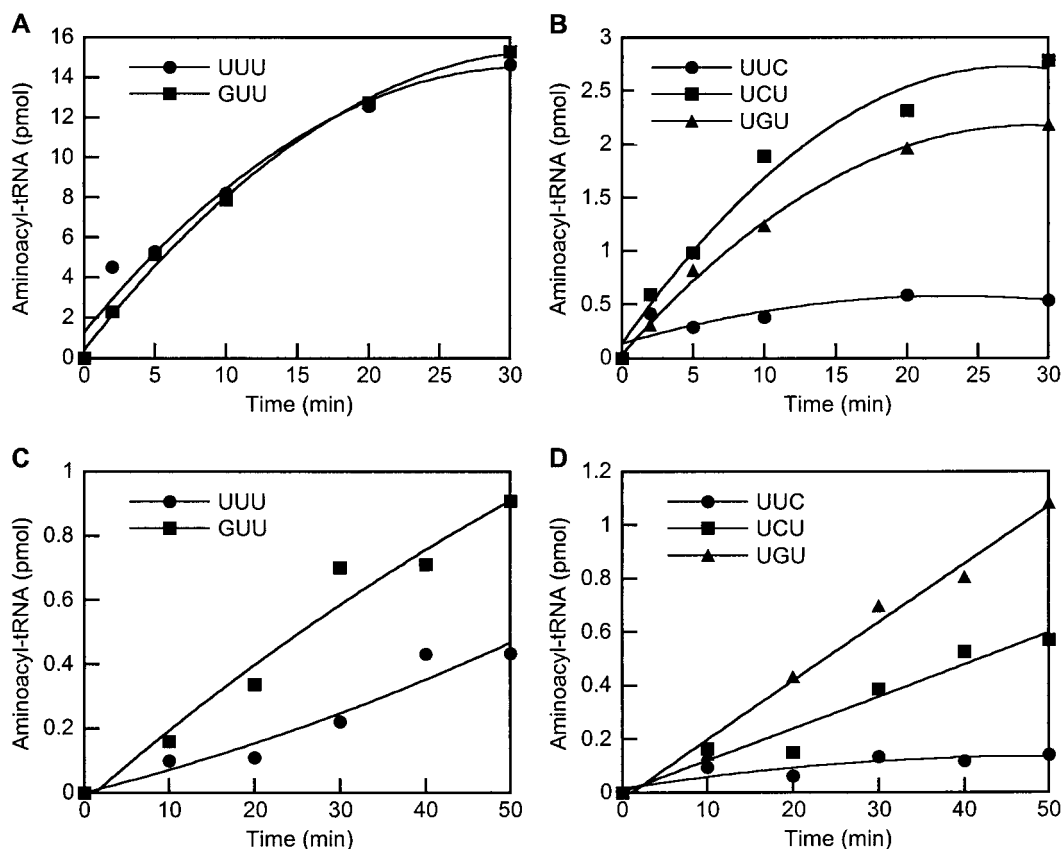 A
16
14
12
10
8
6
4
12
0
Aminoacyl-tRNA (pmol)
UUU
GUU
0 5 10 15 20 25 30
Time (min)
B
3
2.5
2
1.5
1
0.5
0
Aminoacyl-tRNA (pmol)
UUC
UCU
UGU
0 5 10 15 20 25 30
Time (min)
C
1
0.8
0.6
0.4
0.2
0
Aminoacyl-tRNA (pmol)
UUU
GUU
0 10 20 30 40 50
Time (min)
D
1.2
1
0.8
0.6
0.4
0.2
0
Aminoacyl-tRNA (pmol)
UUC
UCU
UGU
0 10 20 30 40 50
Time (min)